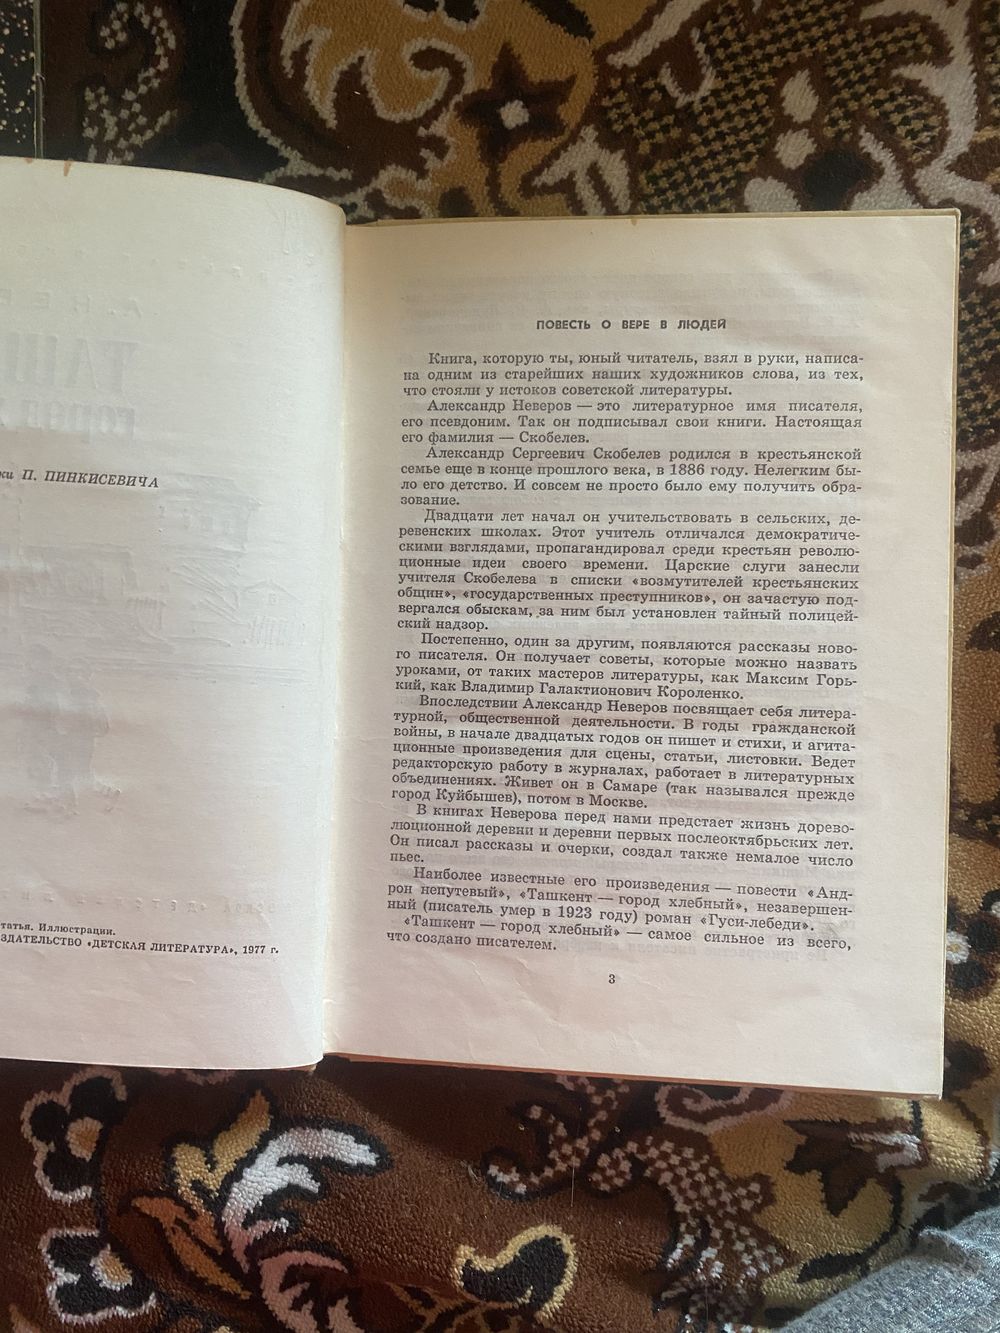 П. ПИНКИСЕВИЧА
Иллюстрации.
«ДЕТСКАЯ ЛИТЕРАТУРА», 1977 г.
ПОВЕСТЬ О ВЕРЕ В ЛЮДЕЙ
Книга, которую ты, юный читатель, взял в руки, написа-
на одним из старейших наших художников слова, из тех,
что стояли у истоков советской литературы.
Александр Неверов — это литературное имя писателя,
его псевдоним. Так он подписывал свои книги. Настоящая
его фамилия — Скобелев.
Александр Сергеевич Скобелев родился в крестьянской
семье еще в конце прошлого века, в 1886 году. Нелегким бы-
ло его детство. И совсем не просто было ему получить обра-
зование.
Двадцати лет начал он учительствовать в сельских, де-
ревенских школах. Этот учитель отличался демократиче-
скими взглядами, пропагандировал среди крестьян револю-
ционные идеи своего времени. Царские слуги занесли
учителя Скобелева в списки «возмутителей крестьянских
общин», «государственных преступников», он зачастую под-
вергался обыскам, за ним был установлен тайный полицей-
ский надзор.
Постепенно, один за другим, появляются рассказы ново-
го писателя. Он получает советы, которые можно назвать
уроками, от таких мастеров литературы, как Максим Горь-
кий, как Владимир Галактионович Короленко.
Впоследствии Александр Неверов посвящает себя литера-
турной, общественной деятельности. В годы гражданской
войны, в начале двадцатых годов он пишет и стихи, и агита-
ционные произведения для сцены, статьи, листовки. Ведет
редакторскую работу в журналах, работает в литературных
объединениях. Живет он в Самаре (так назывался прежде
город Куйбышев), потом в Москве.
В книгах Неверова перед нами предстает жизнь дорево-
люционной деревни и деревни первых послеоктябрьских лет.
Он писал рассказы и очерки, создал также немалое число
пьес.
Наиболее известные его произведения — повести «Анд-
рон непутевый», «Ташкент — город хлебный», незавершен-
ный (писатель умер в 1923 году) роман «Гуси-лебеди».
«Ташкент — город хлебный» — самое сильное из всего,
что создано писателем.
3